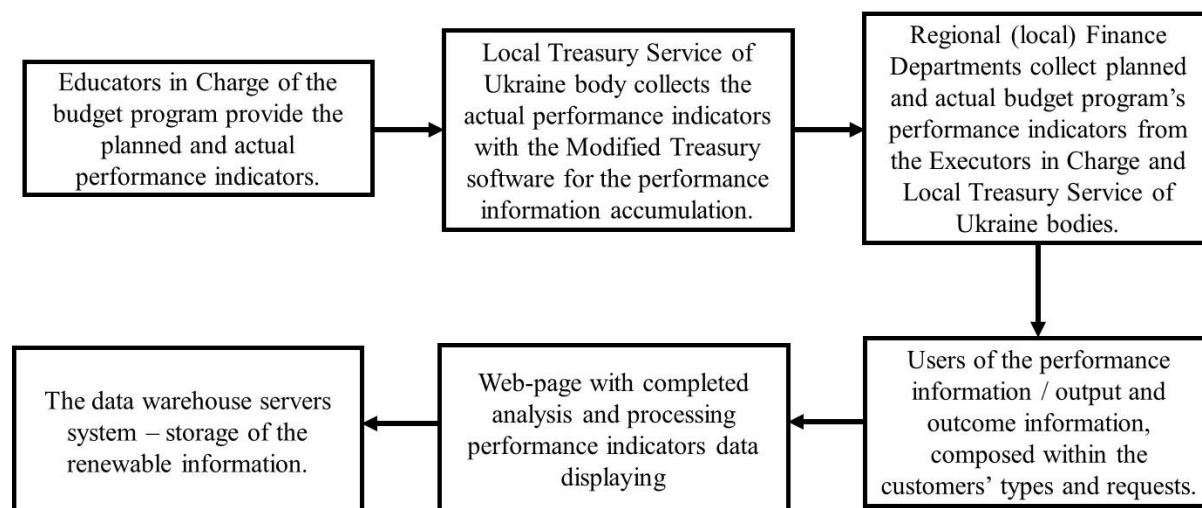 Educators in Charge of the
budget program provide the
planned and actual
performance indicators.
Local Treasury Service of
Ukraine body collects the
actual performance indicators
with the Modified Treasury
software for the performance
information accumulation.
Regional (local) Finance
Departments collect planned
and actual budget program’s
performance indicators from
the Executors in Charge and
Local Treasury Service of
Ukraine bodies.
Users of the performance
information / output and
outcome information,
composed within the
customers’ types and requests.
Web-page with completed
analysis and processing
performance indicators data
displaying
The data warehouse servers
system – storage of the
renewable information.